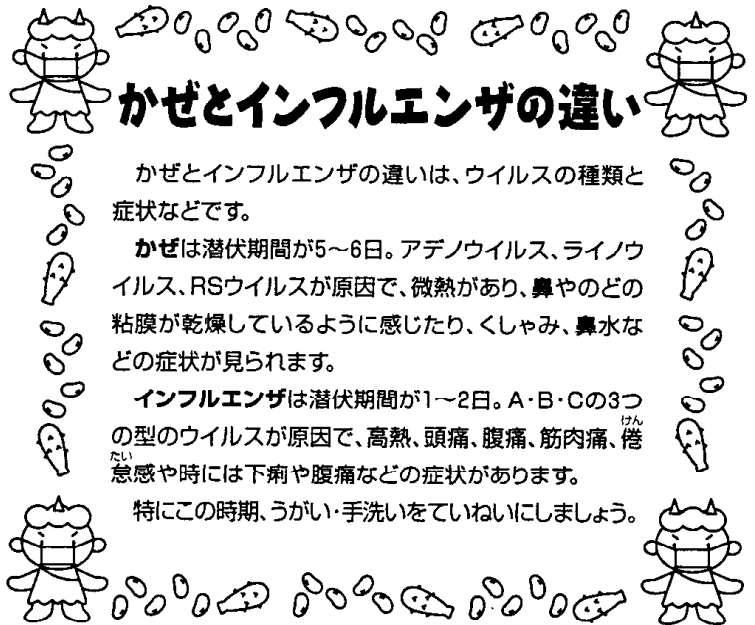 かぜとインフルエンザの違い
かぜとインフルエンザの違いは、ウイルスの種類と
症状などです。
かぜは潜伏期間が5〜6日。アデノウイルス、ライノウ
イルス、RSウイルスが原因で、微熱があり、鼻やのどの
粘膜が乾燥しているように感じたり、くしゃみ、鼻水な
どの症状が見られます。
インフルエンザは潜伏期間が1〜2日。A・B・Cの3つ
の型のウイルスが原因で、高熱、頭痛、腹痛、筋肉痛、倦
けん
怠感や時には下痢や腹痛などの症状があります。
たい
特にこの時期、うがい・手洗いをていねいにしましょう。